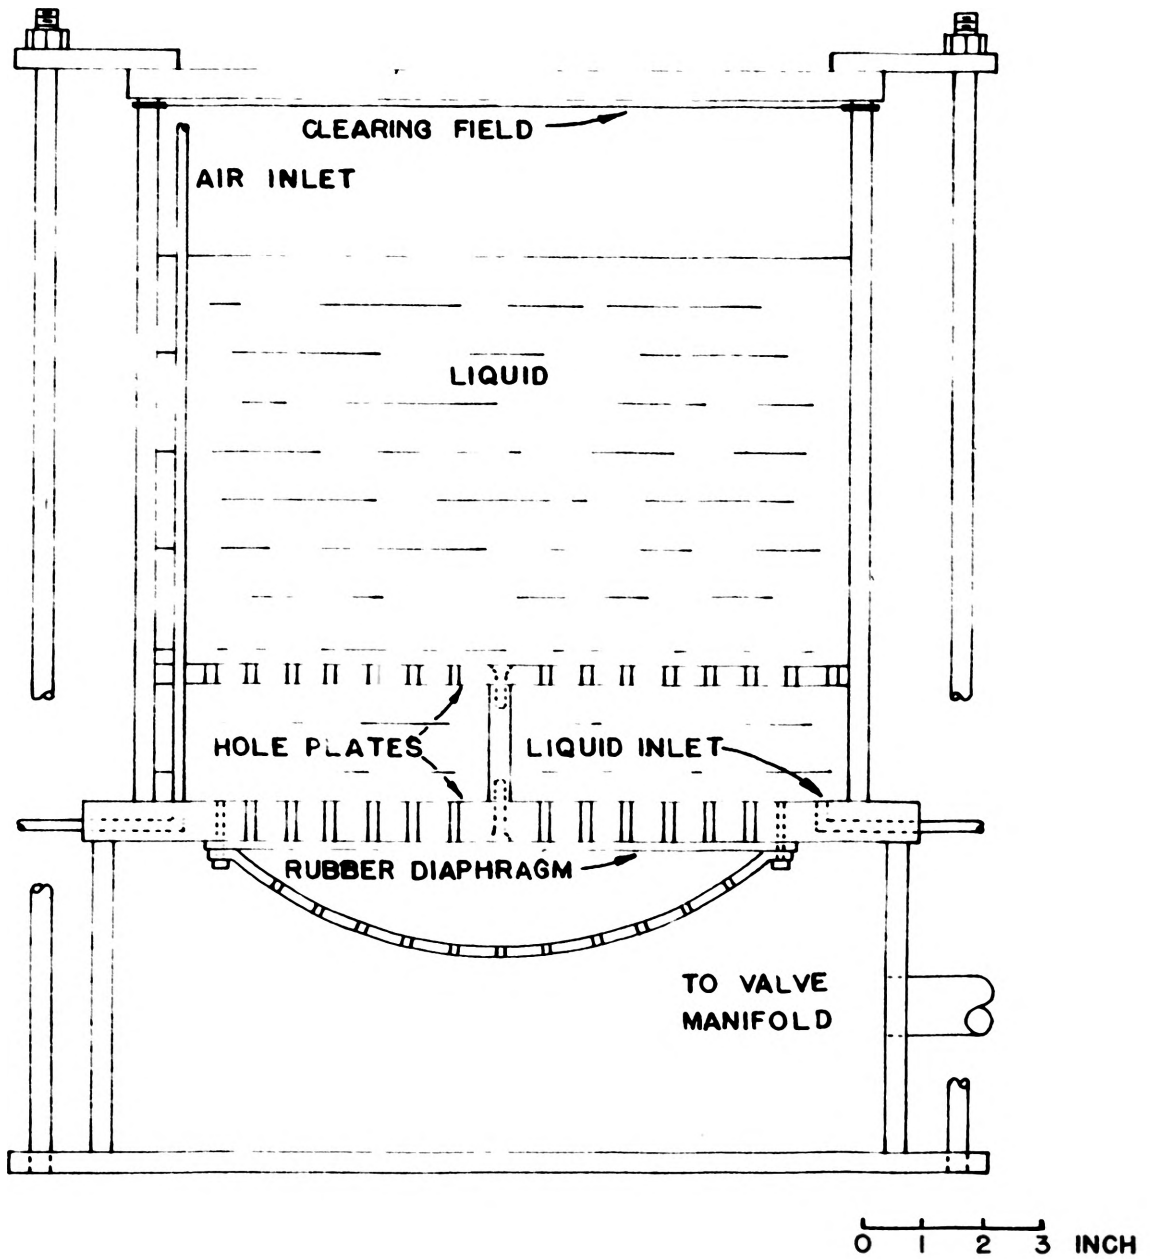 CLEARING FIELD
AIR INLET
LIQUID
HOLE PLATES
LIQUID INLET
RUBBER DIAPHRAGM
TO VALVE
MANIFOLD
0 1 2 3 INCH